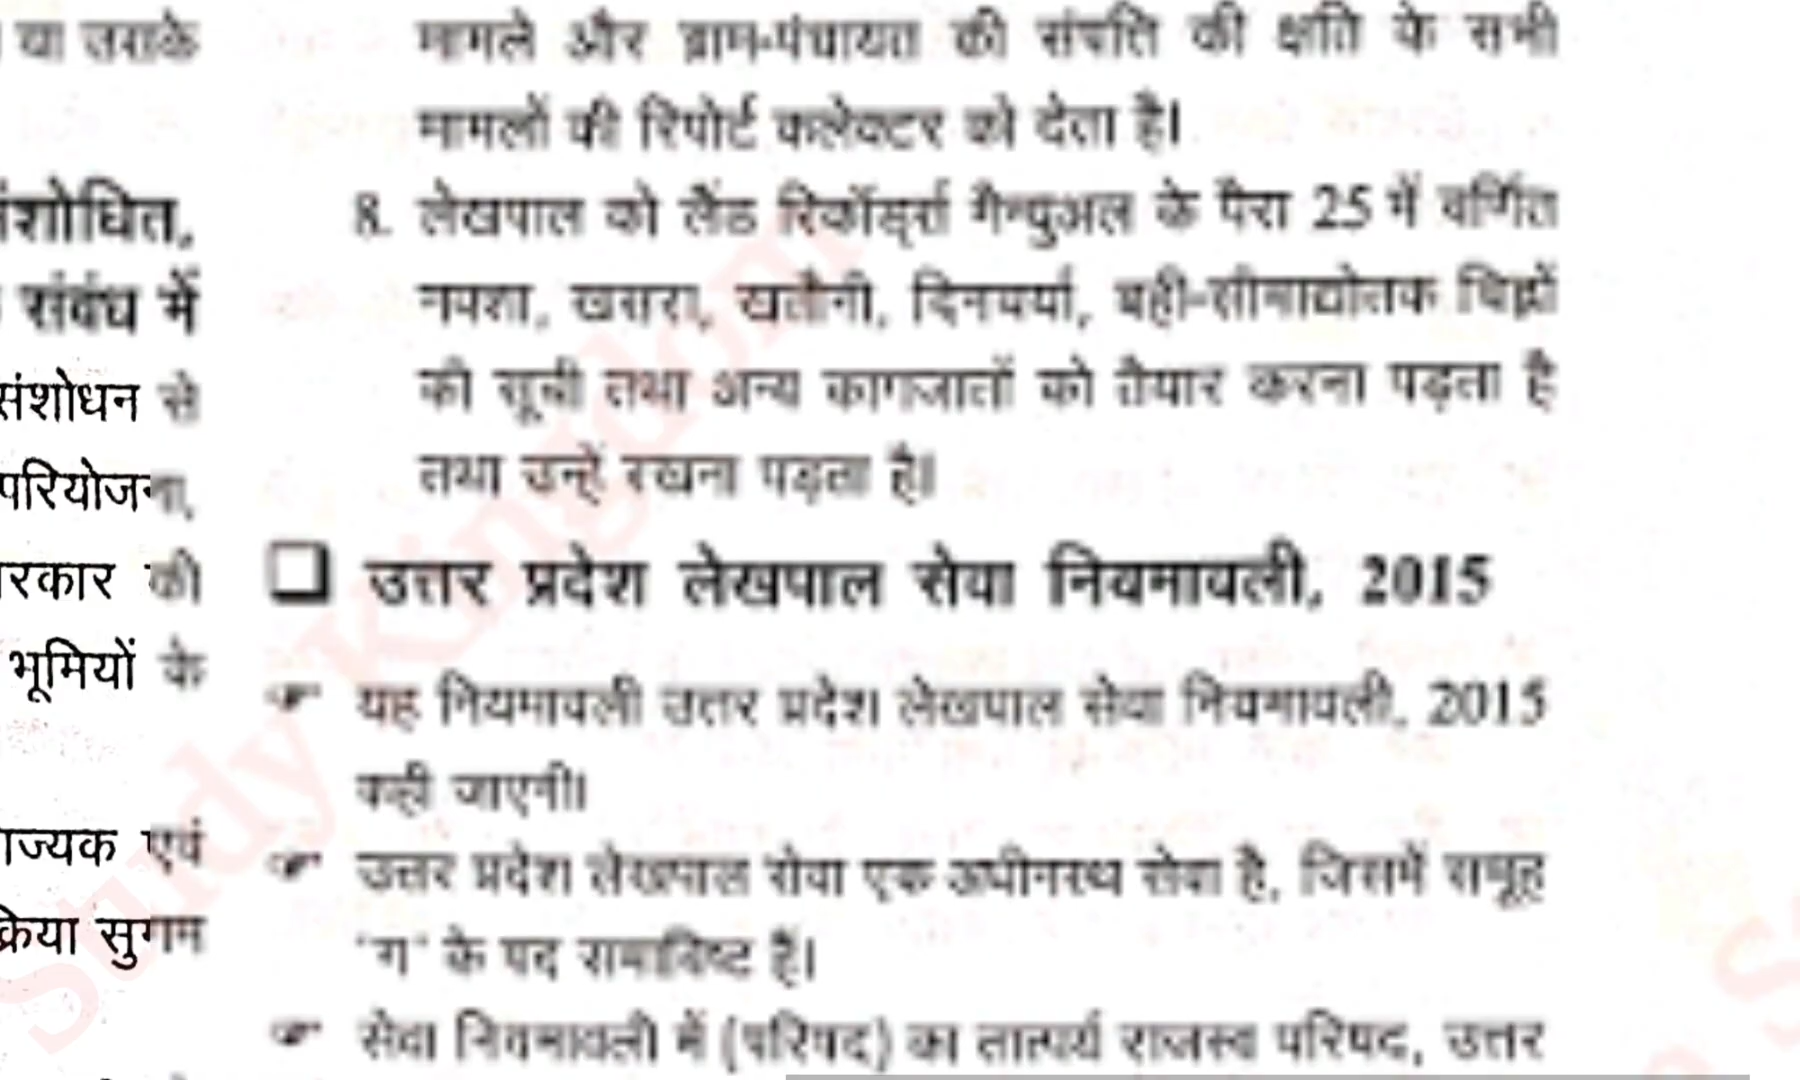 या उसके
संशोधित,
संबंध में
संशोधन से
परियोजना,
सरकार की
भूमियों के
एवं
सुगम
मामले और ग्राम-पंचायत की संपत्ति की क्षति के सभी
मामलों की रिपोर्ट कलेक्टर को देता है।
8. लेखपाल को लैंड रिकॉर्ड्स मैन्युअल के पैरा 25 में वर्णित
नक्शा, खसरा, खतौनी, दिनचर्या, बही-सीमाद्योतक चिह्नों
की सूची तथा अन्य कागजातों को तैयार करना पड़ता है
तथा उन्हें रखना पड़ता है।
❑ उत्तर प्रदेश लेखपाल सेवा नियमावली, 2015
☞ यह नियमावली उत्तर प्रदेश लेखपाल सेवा नियमावली, 2015
कही जाएगी।
☞ उत्तर प्रदेश लेखपाल सेवा एक अधीनस्थ सेवा है, जिसमें समूह
'ग' के पद समाविष्ट हैं।
☞ सेवा नियमावली में (परिषद) का तात्पर्य राजस्व परिषद, उत्तर
Study Kingdom